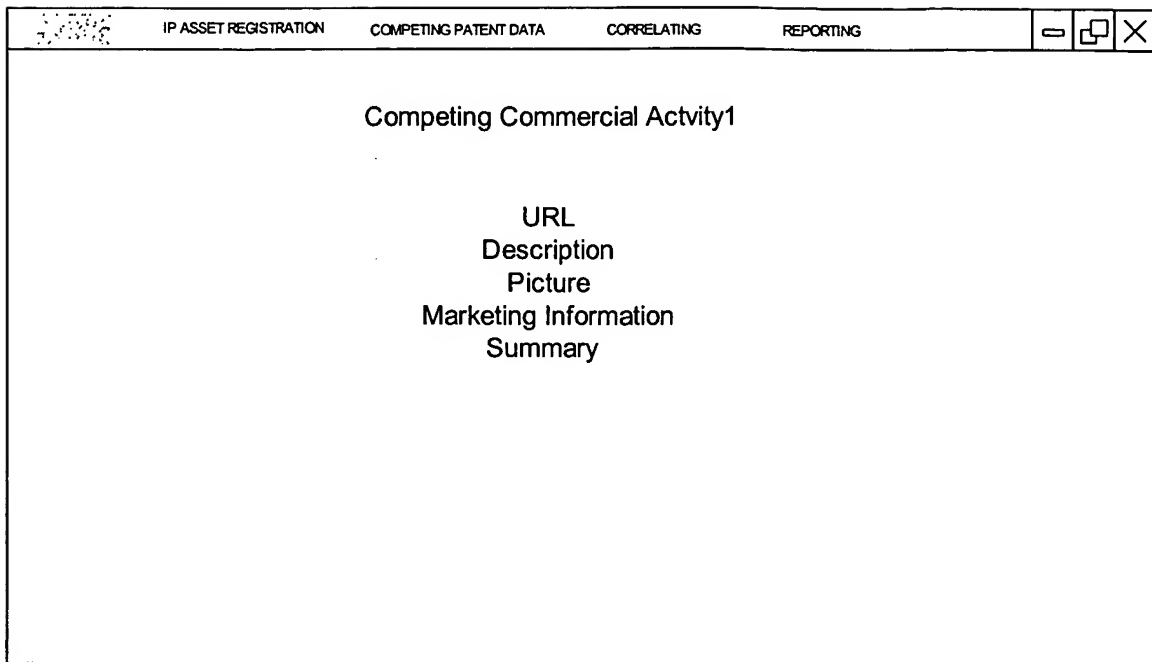 IP ASSET REGISTRATION COMPETING PATENT DATA CORRELATING REPORTING
Competing Commercial Actvity1
URL
Description
Picture
Marketing Information
Summary